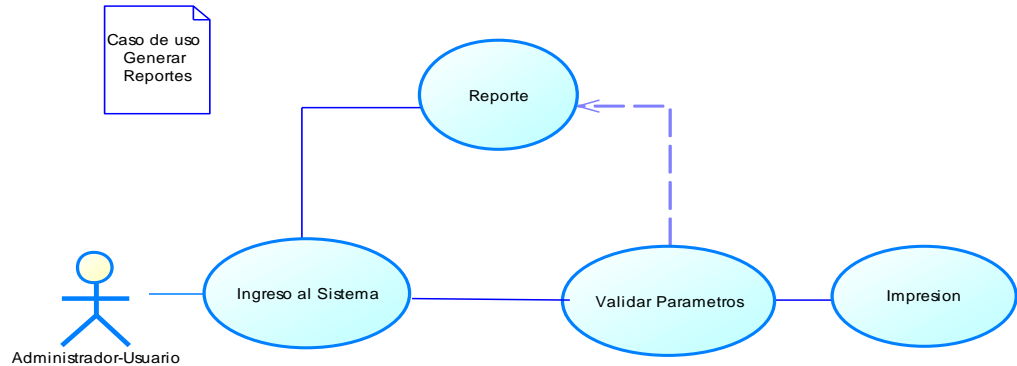 Caso de uso
Generar
Reportes
Reporte
Ingreso al Sistema
Validar Parametros
Impresion
Administrador-Usuario